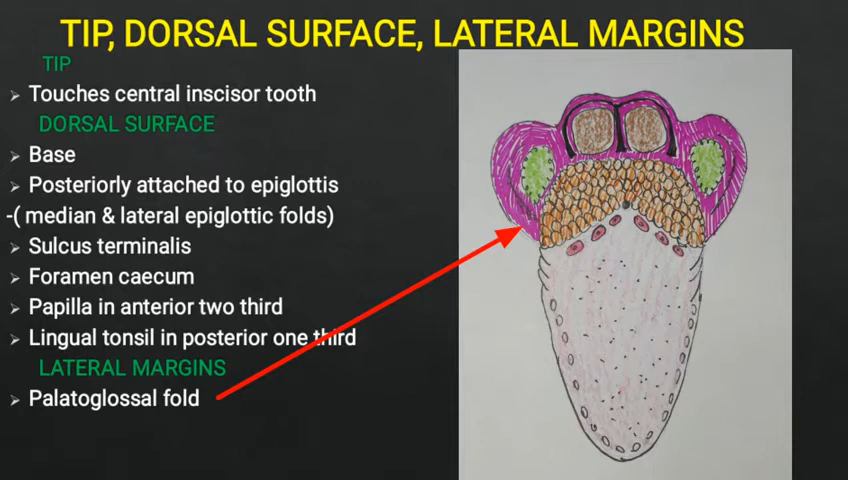 TIP, DORSAL SURFACE, LATERAL MARGINS
TIP
➢ Touches central inscisor tooth
DORSAL SURFACE
➢ Base
➢ Posteriorly attached to epiglottis
-( median & lateral epiglottic folds)
➢ Sulcus terminalis
➢ Foramen caecum
➢ Papilla in anterior two third
➢ Lingual tonsil in posterior one third
LATERAL MARGINS
➢ Palatoglossal fold